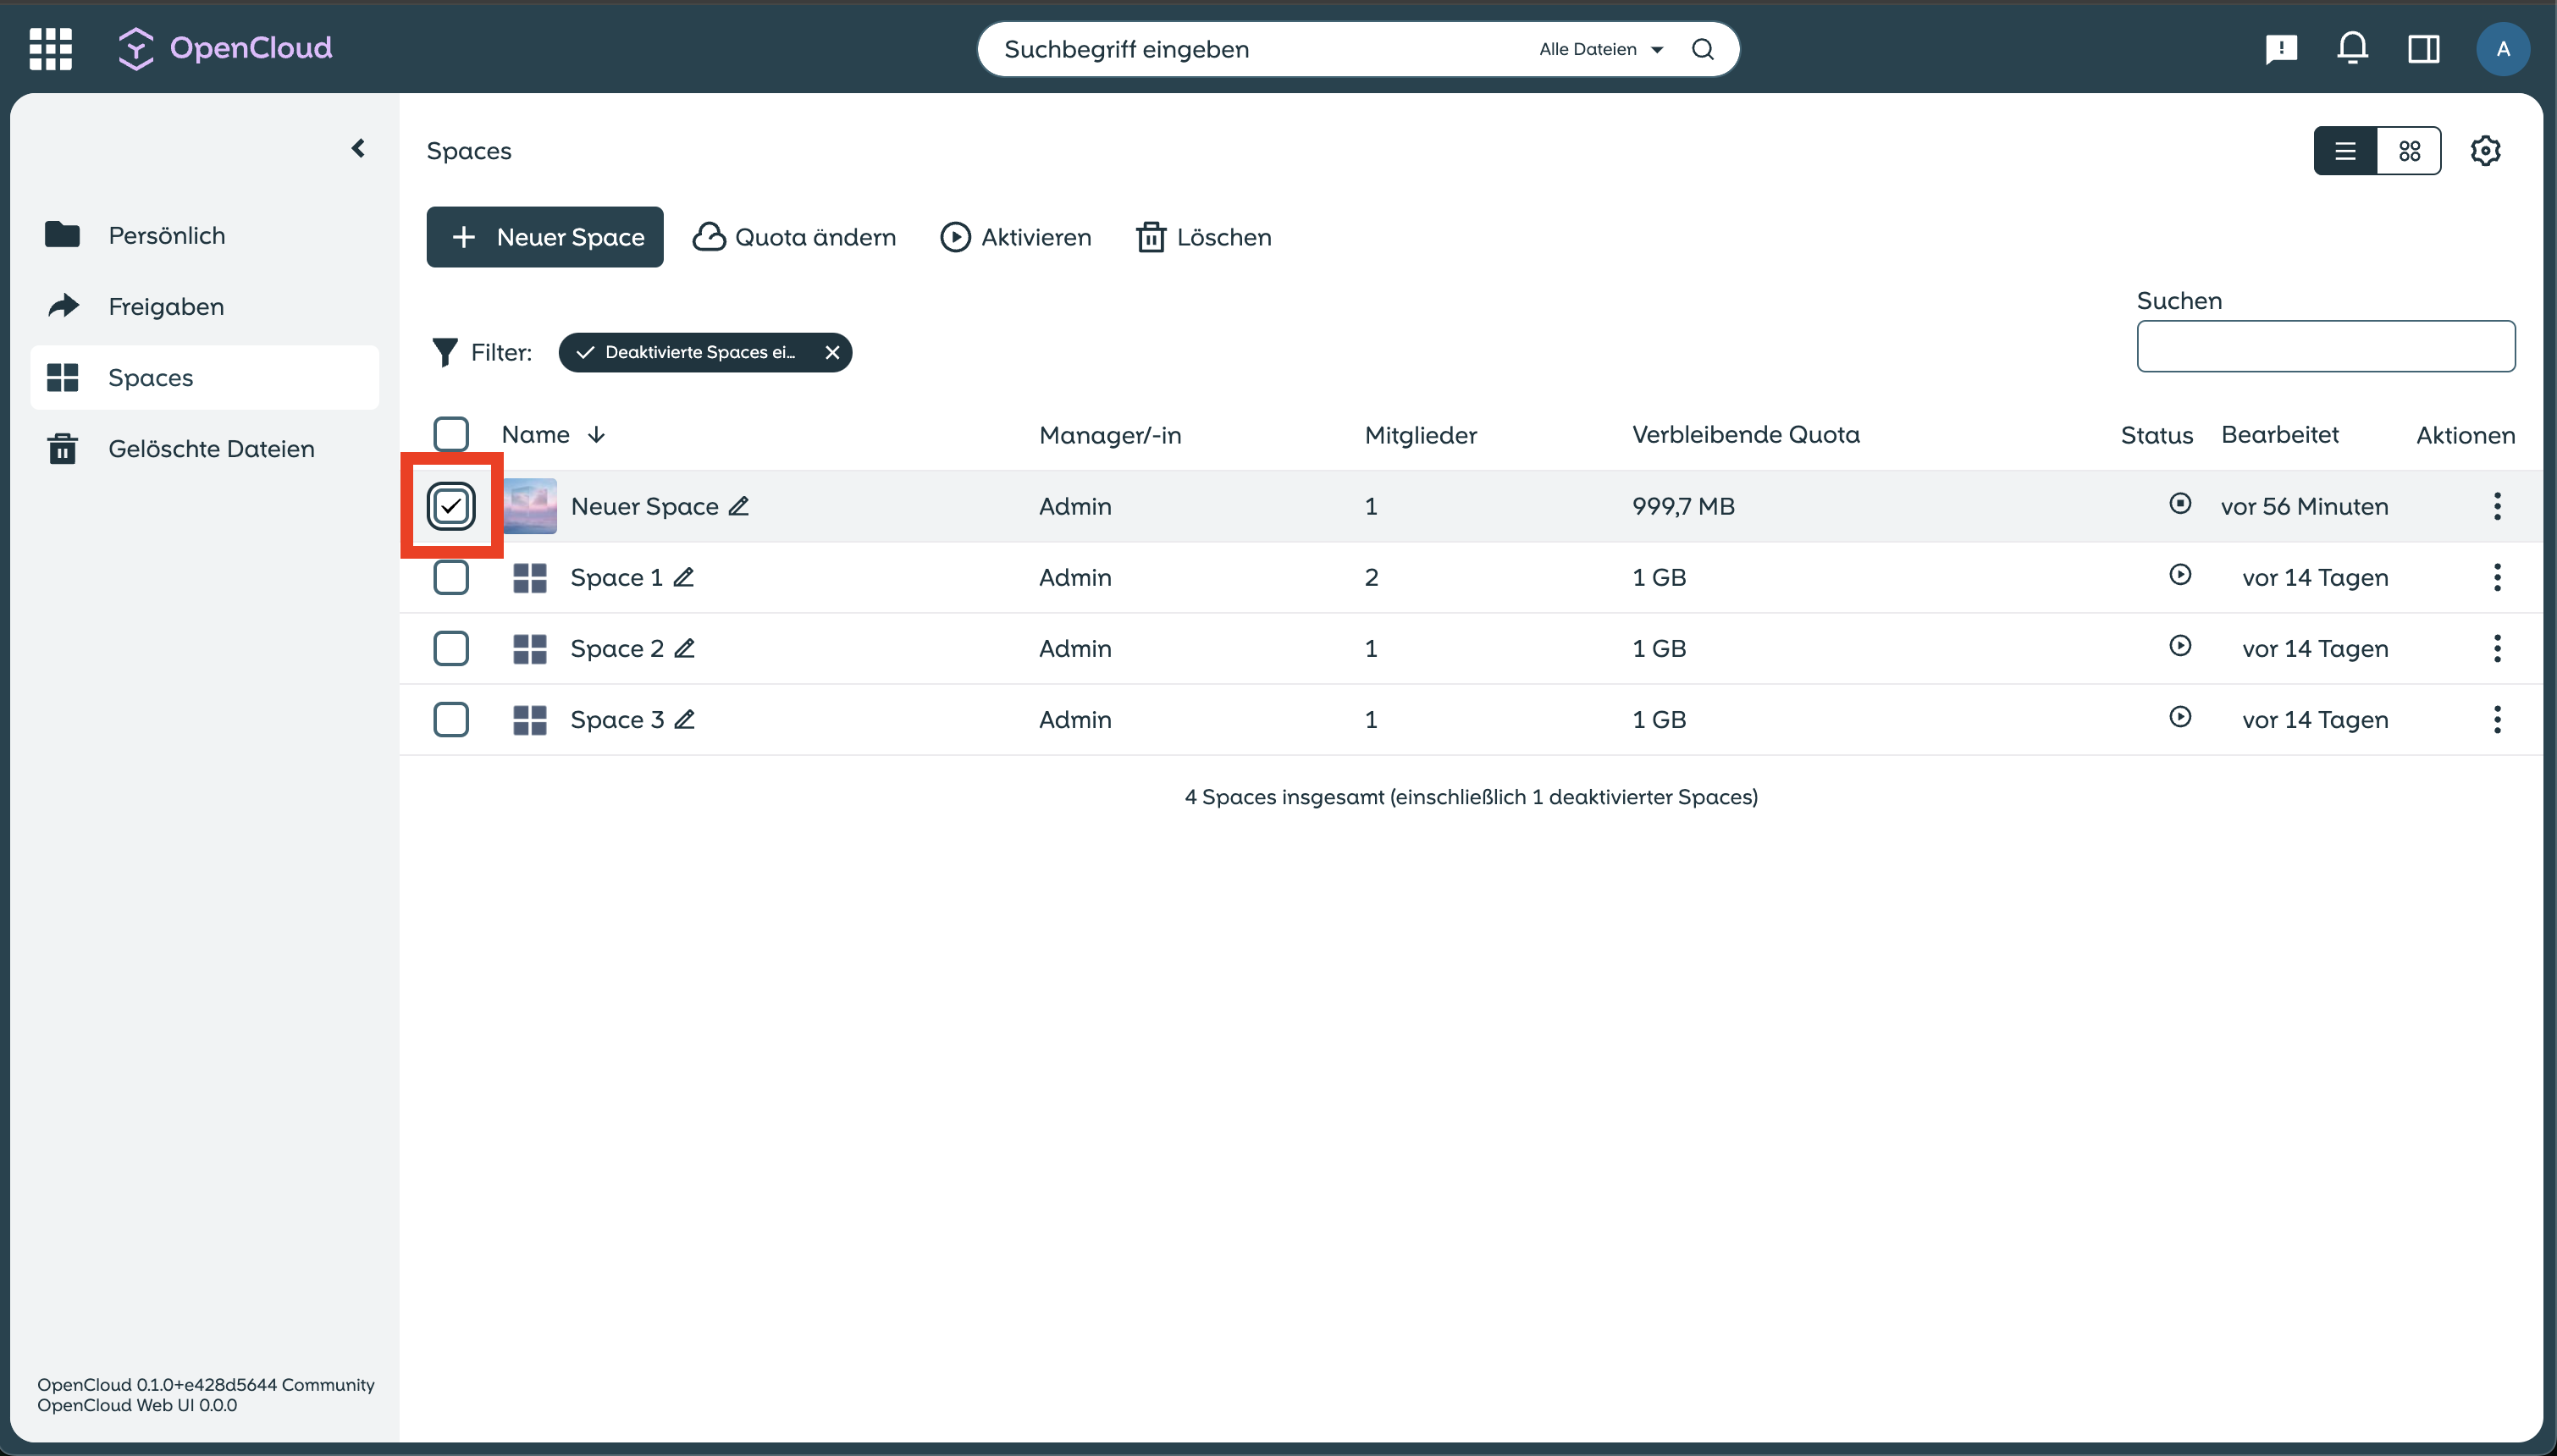 OpenCloud
Suchbegriff eingeben
Alle Dateien
A
Persönlich
Freigaben
Spaces
Gelöschte Dateien
Spaces
Neuer Space
Quota ändern
Aktivieren
Löschen
Suchen
Filter:
Deaktivierte Spaces ei...
Name Manager/-in Mitglieder Verbleibende Quota Status Bearbeitet Aktionen
Neuer Space Admin 1 999,7 MB vor 56 Minuten
Space 1 Admin 2 1 GB vor 14 Tagen
Space 2 Admin 1 1 GB vor 14 Tagen
Space 3 Admin 1 1 GB vor 14 Tagen
4 Spaces insgesamt (einschließlich 1 deaktivierter Spaces)
OpenCloud 0.1.0+e428d5644 Community
OpenCloud Web UI 0.0.0